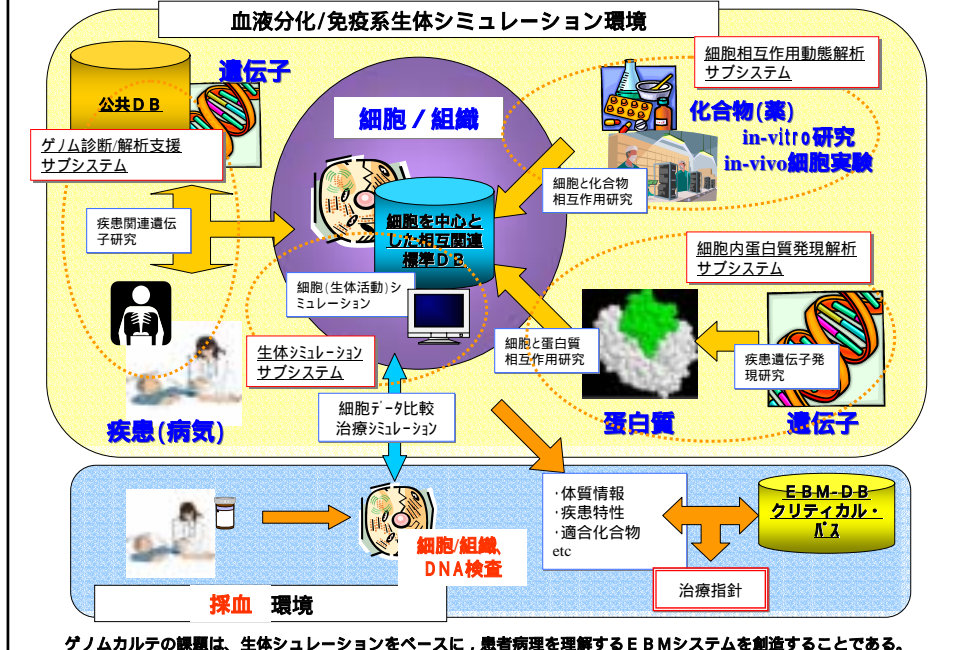 血液分化/免疫系生体シミュレーション環境
公共ＤＢ
遺伝子
細胞相互作用動態解析
サブシステム
細胞 / 組織
化合物(薬)
in-vitro研究
in-vivo細胞実験
ゲノム診断/解析支援
サブシステム
細胞と化合物
相互作用研究
疾患関連遺伝
子研究
細胞を中心と
した相互関連
標準ＤＢ
細胞内蛋白質発現解析
サブシステム
細胞(生体活動)シ
ミュレーション
細胞と蛋白質
相互作用研究
疾患遺伝子発
現研究
生体ｼﾐｭﾚｰｼｮﾝ
サブシステム
細胞ﾃﾞｰﾀ比較
治療ｼﾐｭﾚｰｼｮﾝ
疾患(病気)
蛋白質
遺伝子
･体質情報
･疾患特性
･適合化合物
etc
ＥＢＭ-ＤＢ
クリティカル・
パス
細胞/組織、
DNA検査
治療指針
採血 環境
ゲノムカルテの課題は、生体シュレーションをベースに，患者病理を理解するＥＢＭシステムを創造することである。